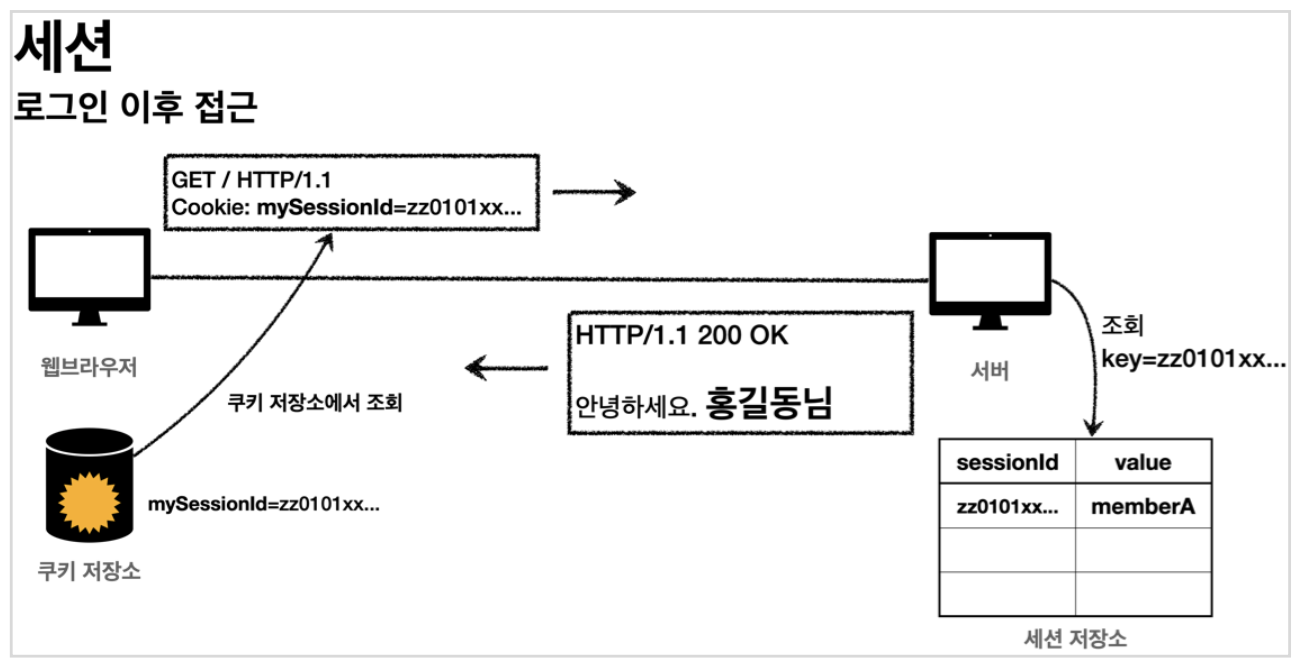 세션
로그인 이후 접근
GET / HTTP/1.1
Cookie: mySessionId=zz0101xx...
웹브라우저
쿠키 저장소에서 조회
mySessionId=zz0101xx...
쿠키 저장소
HTTP/1.1 200 OK
안녕하세요. 홍길동님
서버
조회
key=zz0101xx...
sessionId value
zz0101xx... memberA
세션 저장소